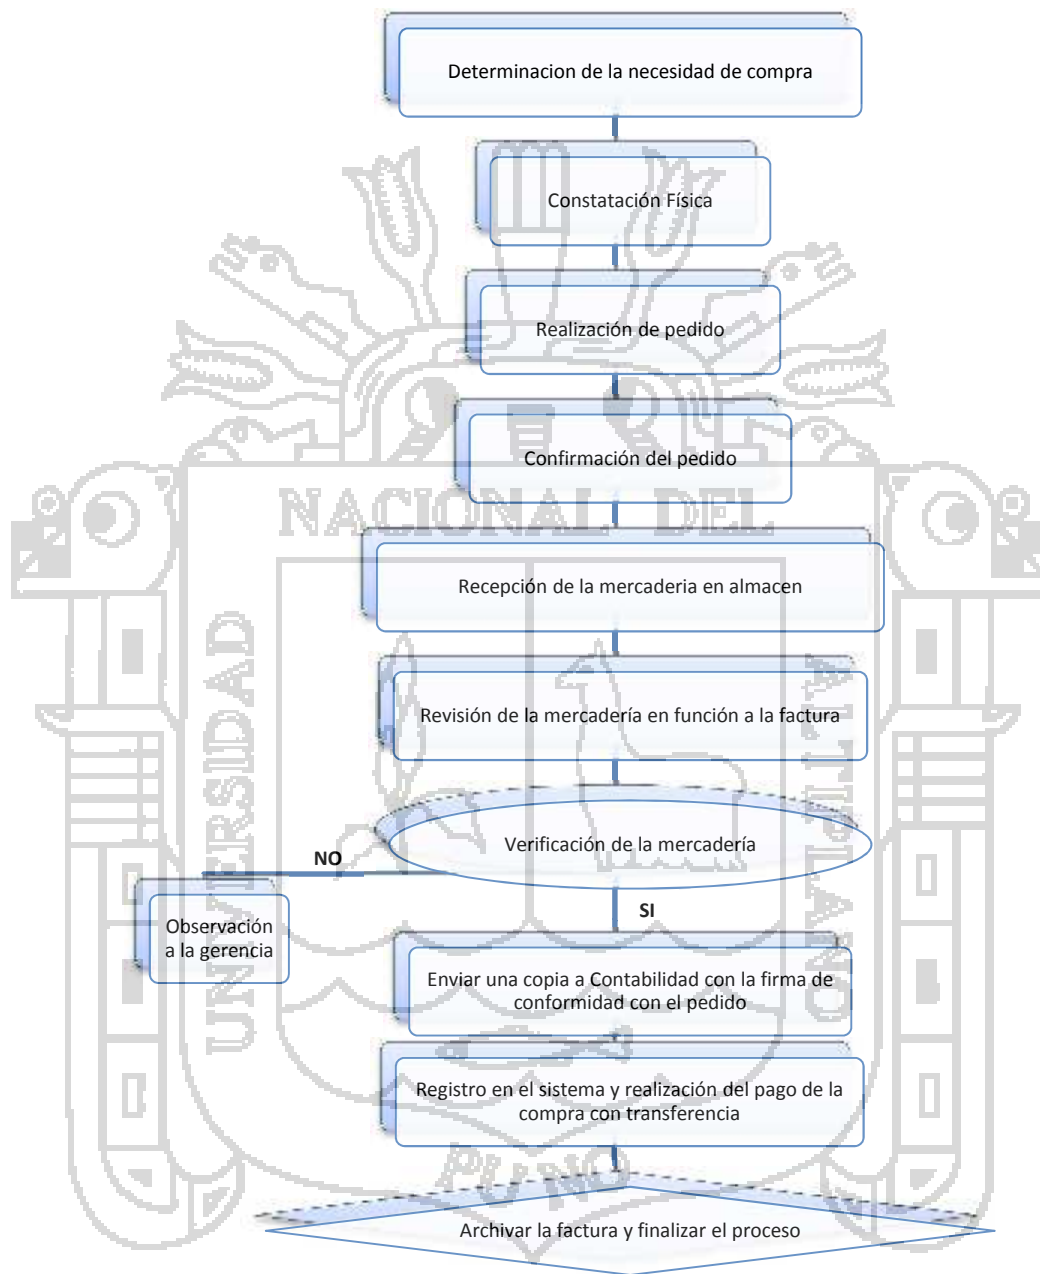 Determinacion de la necesidad de compra
Constatación Física
Realización de pedido
Confirmación del pedido
NACIONAL DEL
Recepción de la mercaderia en almacen
UNIVERSIDAD
ALTIPLANO
Revisión de la mercadería en función a la factura
Verificación de la mercadería
NO
SI
Observación
a la gerencia
Enviar una copia a Contabilidad con la firma de
conformidad con el pedido
Registro en el sistema y realización del pago de la
compra con transferencia
PUNO
Archivar la factura y finalizar el proceso